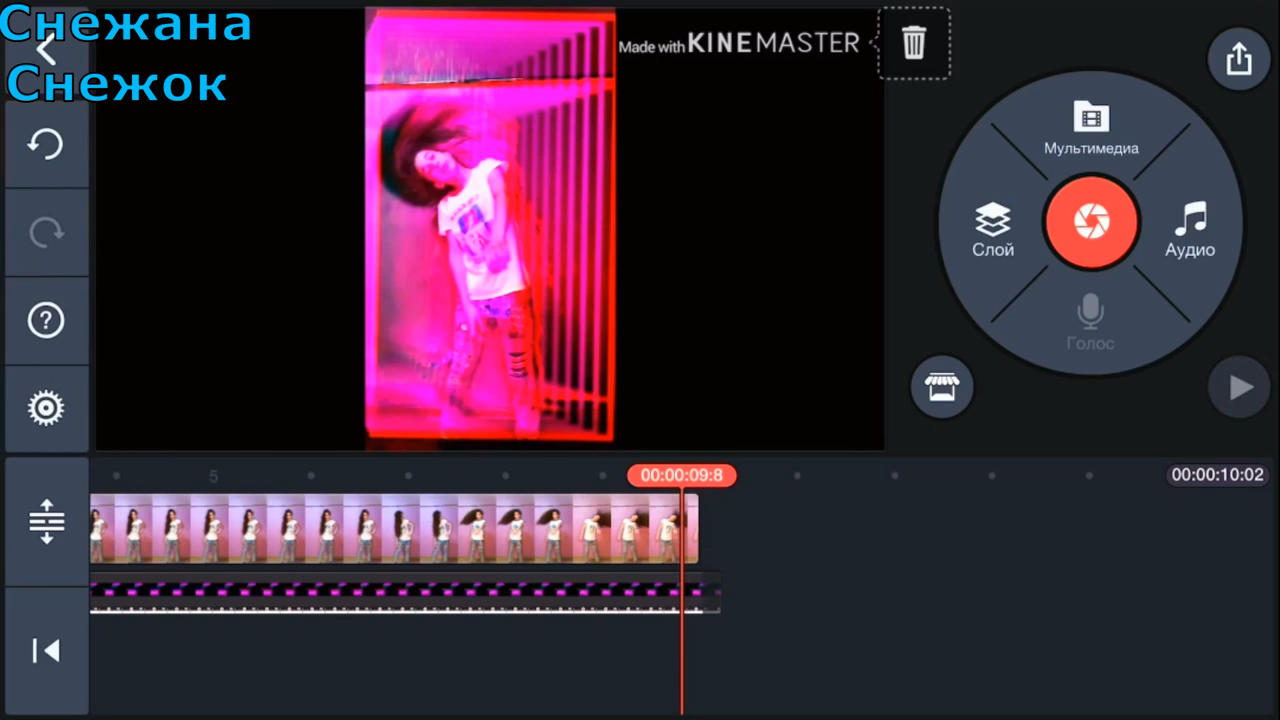 Снежана
Снежок
Made with KINEMASTER
Мультимедиа
Слой
Аудио
Голос
5
00:00:09:8
00:00:10:02